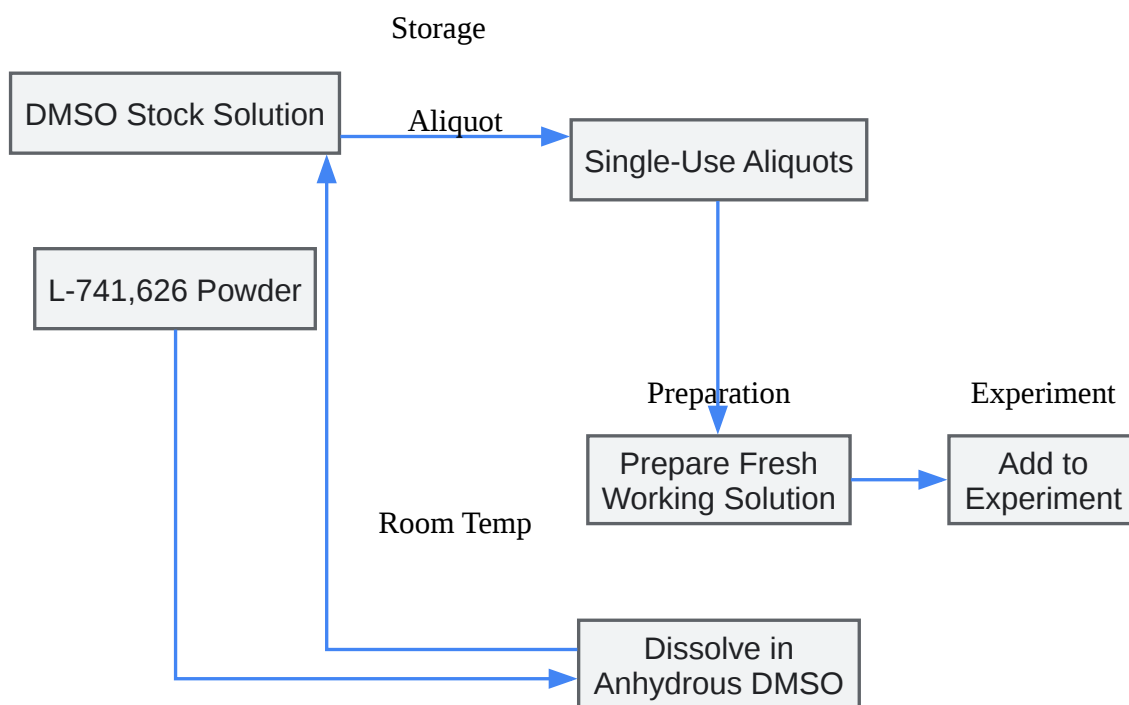 Storage
DMSO Stock Solution
Aliquot
Single-Use Aliquots
L-741,626 Powder
Preparation
Experiment
Prepare Fresh
Working Solution
Add to
Experiment
Room Temp
Dissolve in
Anhydrous DMSO